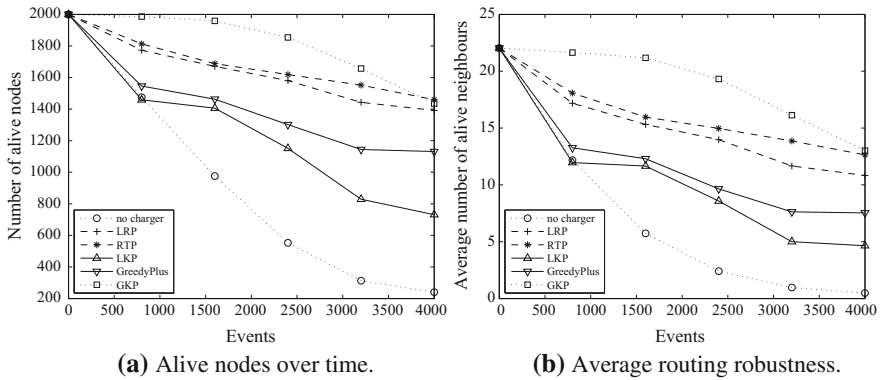 2000
1800
1600
1400
1200
1000
800
600
400
200
Number of alive nodes
no charger
LRP
RTP
LKP
GreedyPlus
GKP
0 500 1000 1500 2000 2500 3000 3500 4000
Events
(a) Alive nodes over time.
25
20
15
10
5
0
Average number of alive neighbours
no charger
LRP
RTP
LKP
GreedyPlus
GKP
0 500 1000 1500 2000 2500 3000 3500 4000
Events
(b) Average routing robustness.